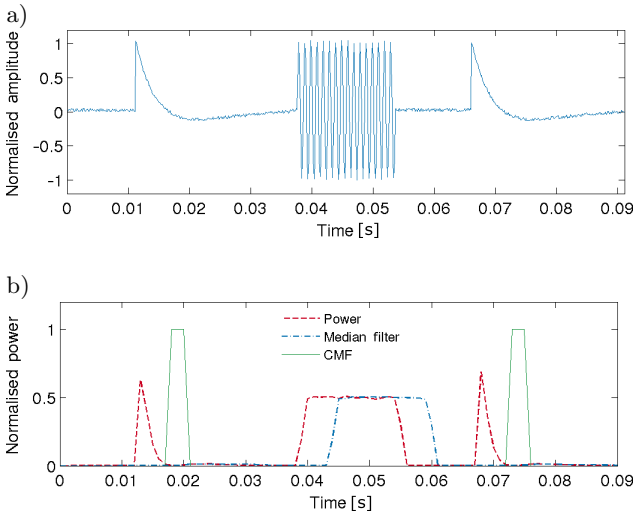 a)
Normalised amplitude
1
0.5
0
-0.5
-1
0 0.01 0.02 0.03 0.04 0.05 0.06 0.07 0.08 0.09
Time [s]
b)
Normalised power
1
0.5
0
Power
Median filter
CMF
0 0.01 0.02 0.03 0.04 0.05 0.06 0.07 0.08 0.09
Time [s]